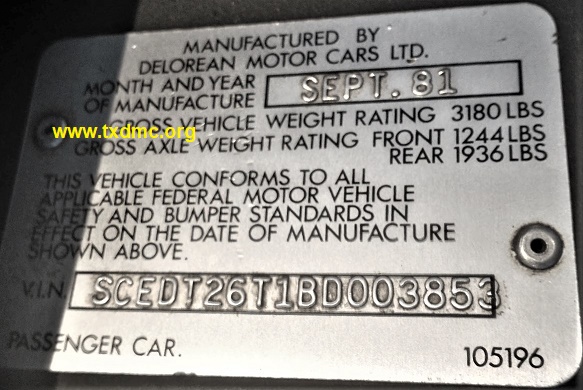 MANUFACTURED BY
DELOREAN MOTOR CARS LTD.
MONTH AND YEAR
OF MANUFACTURE SEPT. 81
GROSS VEHICLE WEIGHT RATING 3180 LBS
www.txdmc.org
GROSS AXLE WEIGHT RATING FRONT 1244 LBS
REAR 1936 LBS
THIS VEHICLE CONFORMS TO ALL
APPLICABLE FEDERAL MOTOR VEHICLE
SAFETY AND BUMPER STANDARDS IN
EFFECT ON THE DATE OF MANUFACTURE
SHOWN ABOVE.
V.I.N. SCEDT26T1BD003853
PASSENGER CAR. 105196